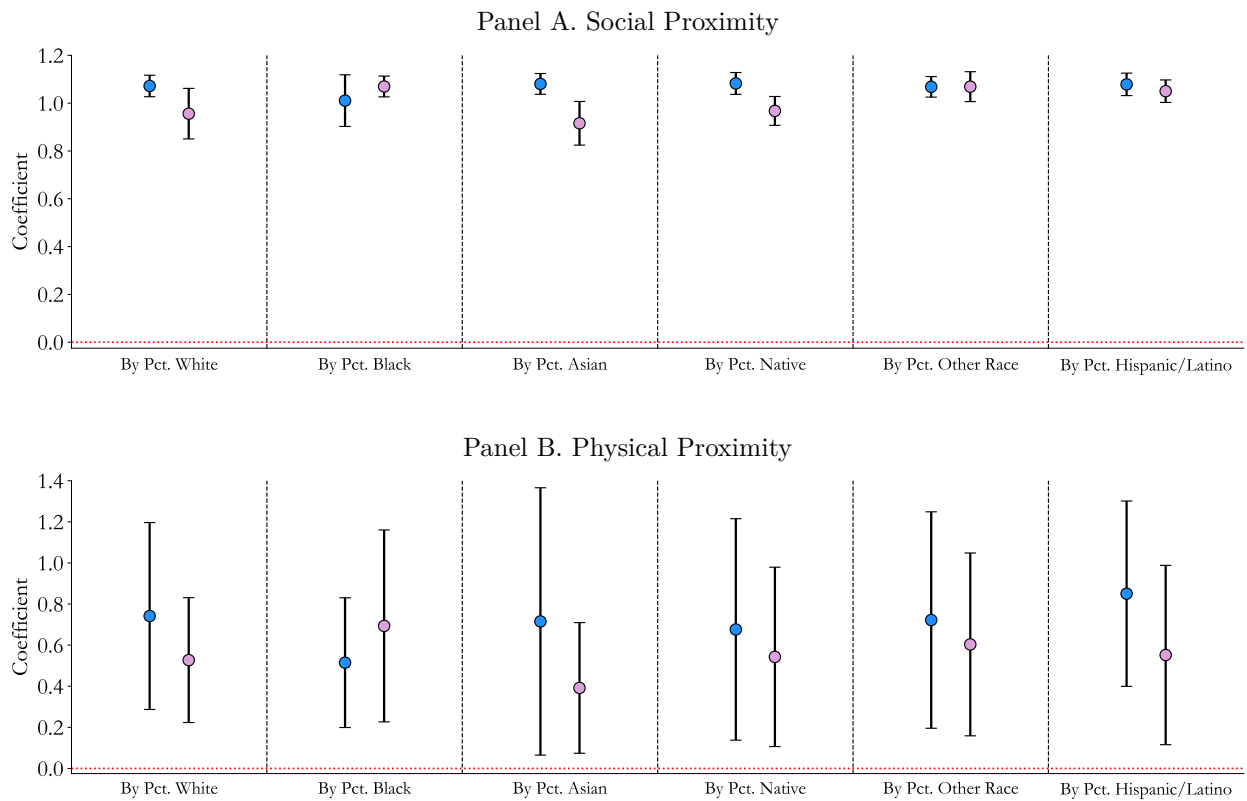 Panel A. Social Proximity
Coefficient
1.2
1.0
0.8
0.6
0.4
0.2
0.0
By Pct. White By Pct. Black By Pct. Asian By Pct. Native By Pct. Other Race By Pct. Hispanic/Latino
Panel B. Physical Proximity
Coefficient
1.4
1.2
1.0
0.8
0.6
0.4
0.2
0.0
By Pct. White By Pct. Black By Pct. Asian By Pct. Native By Pct. Other Race By Pct. Hispanic/Latino